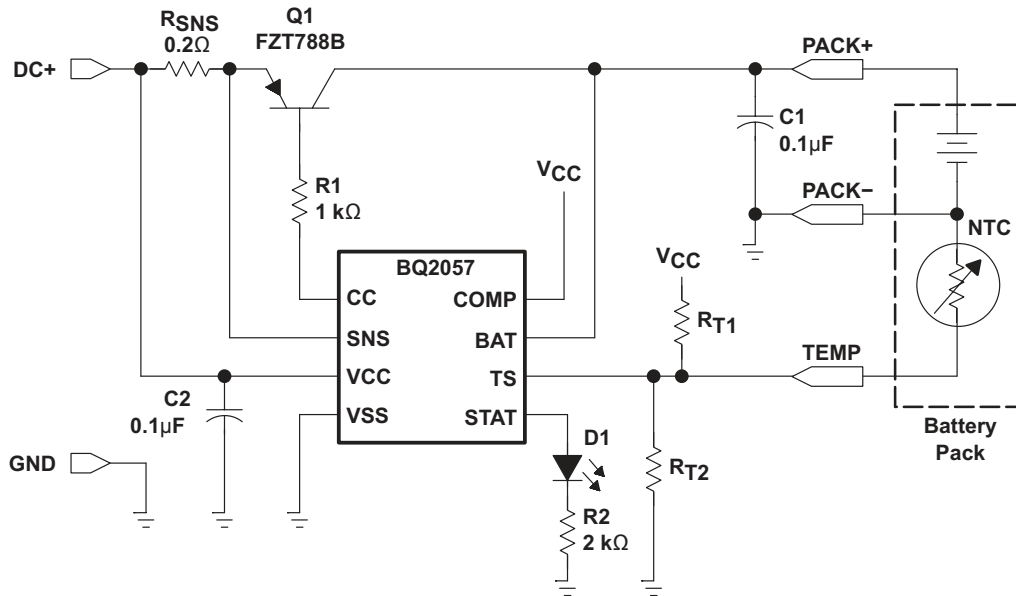 RSNS
0.2Ω
Q1
FZT788B
DC+
PACK+
C1
0.1μF
R1
1 kΩ
VCC
PACK−
NTC
BQ2057
VCC
CC
COMP
RT1
SNS
BAT
TEMP
VCC
TS
C2
0.1μF
VSS
STAT
Battery
Pack
D1
GND
RT2
R2
2 kΩ